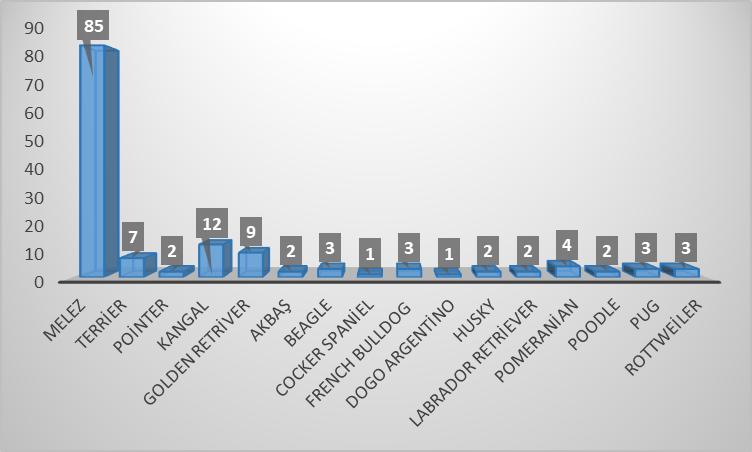 90
80
70
60
50
40
30
20
10
0
85
7
2
12
9
2
3
1
3
1
2
2
4
2
3
3
MELEZ
TERRİER
POİNTER
KANGAL
GOLDEN RETRİVER
AKBAŞ
BEAGLE
COCKER SPANİEL
FRENCH BULLDOG
DOGO ARGENTİNO
HUSKY
LABRADOR RETRİEVER
POMERANİAN
POODLE
PUG
ROTTWEİLER